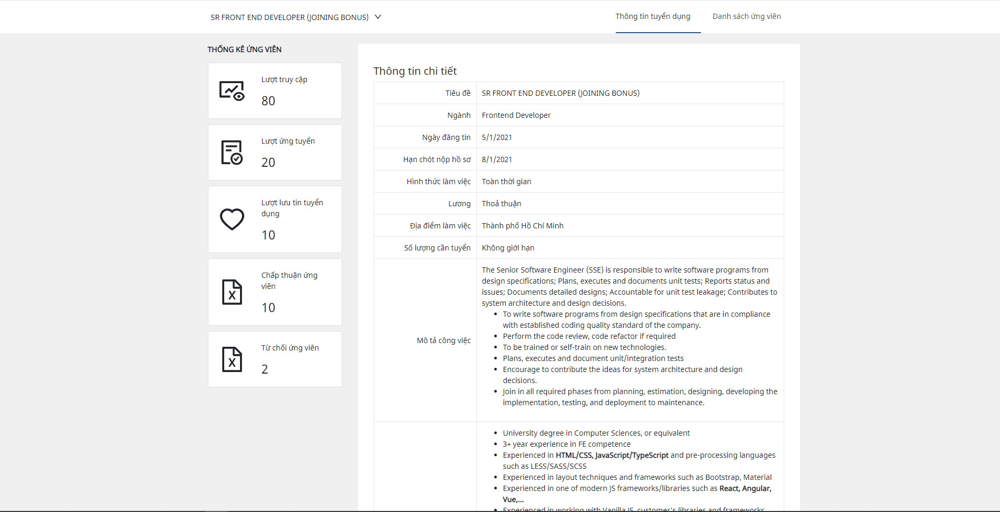 SR FRONT END DEVELOPER (JOINING BONUS)
Thông tin tuyển dụng
Danh sách ứng viên
THỐNG KÊ ỨNG VIÊN
Lượt truy cập
80
Lượt ứng tuyển
20
Lượt lưu tin tuyển
dụng
10
Chấp thuận ứng
viên
10
Từ chối ứng viên
2
Thông tin chi tiết
Tiêu đề SR FRONT END DEVELOPER (JOINING BONUS)
Ngành Frontend Developer
Ngày đăng tin 5/1/2021
Hạn chót nộp hồ sơ 8/1/2021
Hình thức làm việc Toàn thời gian
Lương Thoả thuận
Địa điểm làm việc Thành phố Hồ Chí Minh
Số lượng cần tuyển Không giới hạn
Mô tả công việc
The Senior Software Engineer (SSE) is responsible to write software programs from
design specifications; Plans, executes and documents unit tests; Reports status and
issues; Documents detailed designs; Accountable for unit test leakage; Contributes to
system architecture and design decisions.
• To write software programs from design specifications that are in compliance
with established coding quality standard of the company.
• Perform the code review, code refactor if required
• To be trained or self-train on new technologies.
• Plans, executes and document unit/integration tests
• Encourage to contribute the ideas for system architecture and design
decisions.
• Join in all required phases from planning, estimation, designing, developing the
implementation, testing, and deployment to maintenance.
• University degree in Computer Sciences, or equivalent
• 3+ year experience in FE competence
• Experienced in HTML/CSS, JavaScript/TypeScript and pre-processing languages
such as LESS/SASS/SCSS
• Experienced in layout techniques and frameworks such as Bootstrap, Material
• Experienced in one of modern JS frameworks/libraries such as React, Angular,
Vue,...
• Experienced in working with Vanilla JS, customer's libraries and frameworks